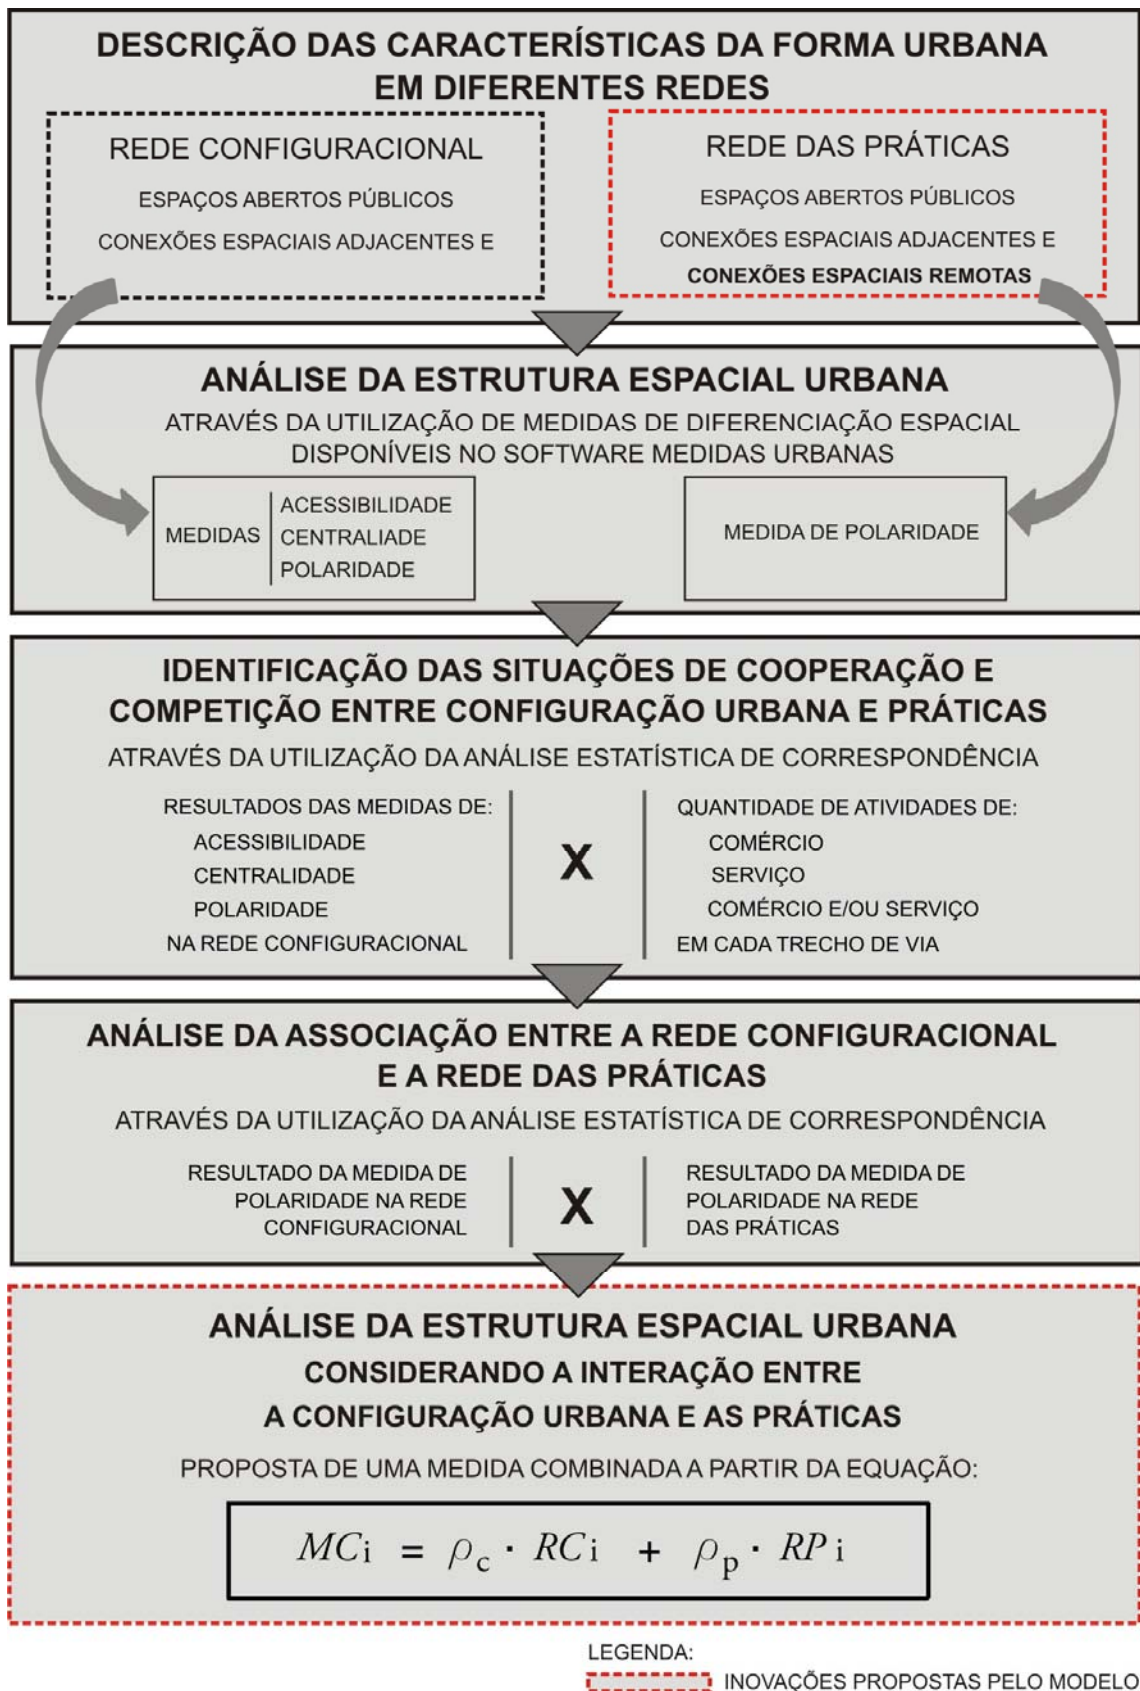 DESCRIÇÃO DAS CARACTERÍSTICAS DA FORMA URBANA
EM DIFERENTES REDES
REDE CONFIGURACIONAL
ESPAÇOS ABERTOS PÚBLICOS
CONEXÕES ESPACIAIS ADJACENTES E
REDE DAS PRÁTICAS
ESPAÇOS ABERTOS PÚBLICOS
CONEXÕES ESPACIAIS ADJACENTES E
CONEXÕES ESPACIAIS REMOTAS
ANÁLISE DA ESTRUTURA ESPACIAL URBANA
ATRAVÉS DA UTILIZAÇÃO DE MEDIDAS DE DIFERENCIAÇÃO ESPACIAL
DISPONÍVEIS NO SOFTWARE MEDIDAS URBANAS
MEDIDAS
ACESSIBILIDADE
CENTRALIADE
POLARIDADE
MEDIDA DE POLARIDADE
IDENTIFICAÇÃO DAS SITUAÇÕES DE COOPERAÇÃO E
COMPETIÇÃO ENTRE CONFIGURAÇÃO URBANA E PRÁTICAS
ATRAVÉS DA UTILIZAÇÃO DA ANÁLISE ESTATÍSTICA DE CORRESPONDÊNCIA
RESULTADOS DAS MEDIDAS DE:
ACESSIBILIDADE
CENTRALIDADE
POLARIDADE
NA REDE CONFIGURACIONAL
X
QUANTIDADE DE ATIVIDADES DE:
COMÉRCIO
SERVIÇO
COMÉRCIO E/OU SERVIÇO
EM CADA TRECHO DE VIA
ANÁLISE DA ASSOCIAÇÃO ENTRE A REDE CONFIGURACIONAL
E A REDE DAS PRÁTICAS
ATRAVÉS DA UTILIZAÇÃO DA ANÁLISE ESTATÍSTICA DE CORRESPONDÊNCIA
RESULTADO DA MEDIDA DE
POLARIDADE NA REDE
CONFIGURACIONAL
X
RESULTADO DA MEDIDA DE
POLARIDADE NA REDE
DAS PRÁTICAS
ANÁLISE DA ESTRUTURA ESPACIAL URBANA
CONSIDERANDO A INTERAÇÃO ENTRE
A CONFIGURAÇÃO URBANA E AS PRÁTICAS
PROPOSTA DE UMA MEDIDA COMBINADA A PARTIR DA EQUAÇÃO:
MCi = ρc · RCi + ρp · RPi
LEGENDA:
INOVAÇÕES PROPOSTAS PELO MODELO